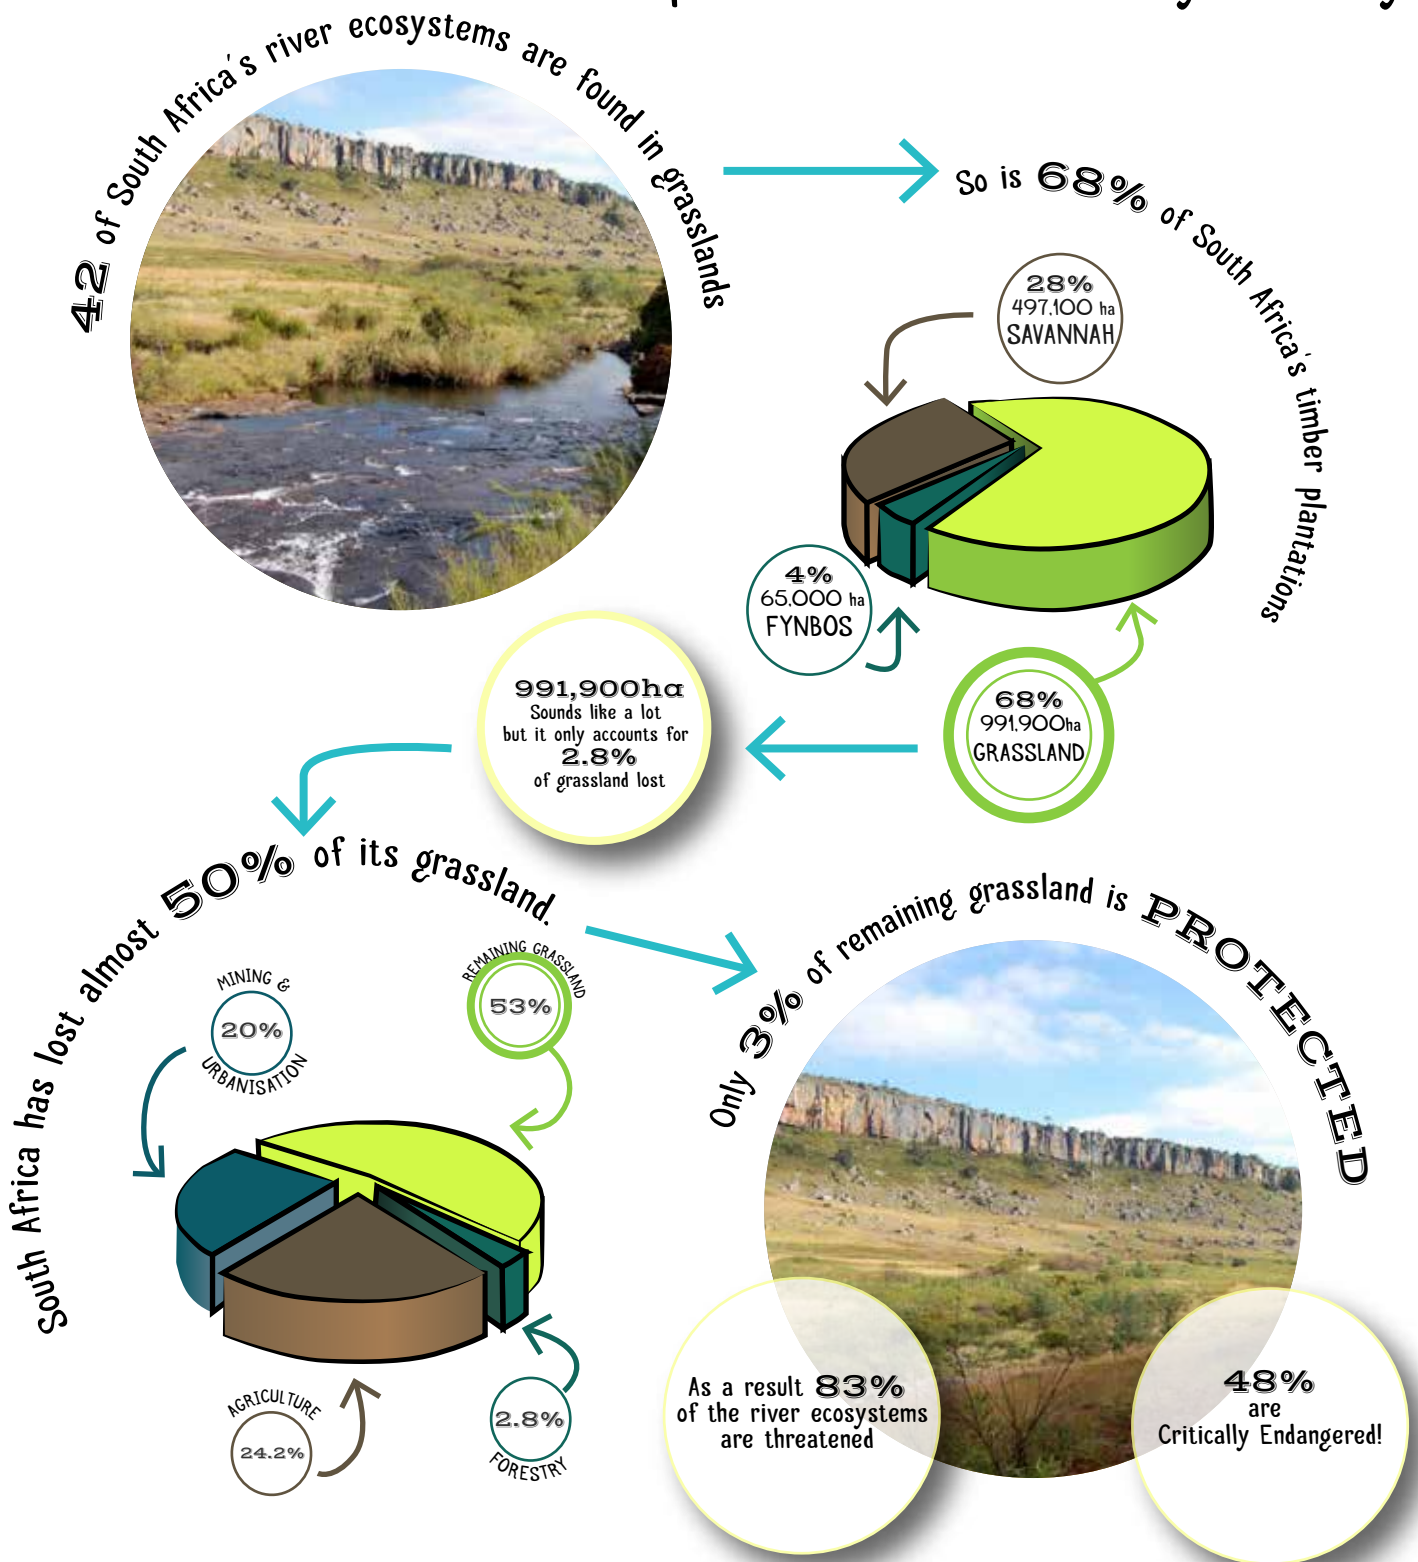 42 of South Africa's river ecosystems are found in grasslands
So is 68% of South Africa's timber plantations
28%
497,100 ha
SAVANNAH
4%
65,000 ha
FYNBOS
68%
991,900ha
GRASSLAND
991,900ha
Sounds like a lot
but it only accounts for
2.8%
of grassland lost
South Africa has lost almost 50% of its grassland.
MINING &
20%
URBANISATION
REMAINING GRASSLAND
53%
AGRICULTURE
24.2%
2.8%
FORESTRY
Only 3% of remaining grassland is PROTECTED
As a result 83%
of the river ecosystems
are threatened
48%
are
Critically Endangered!